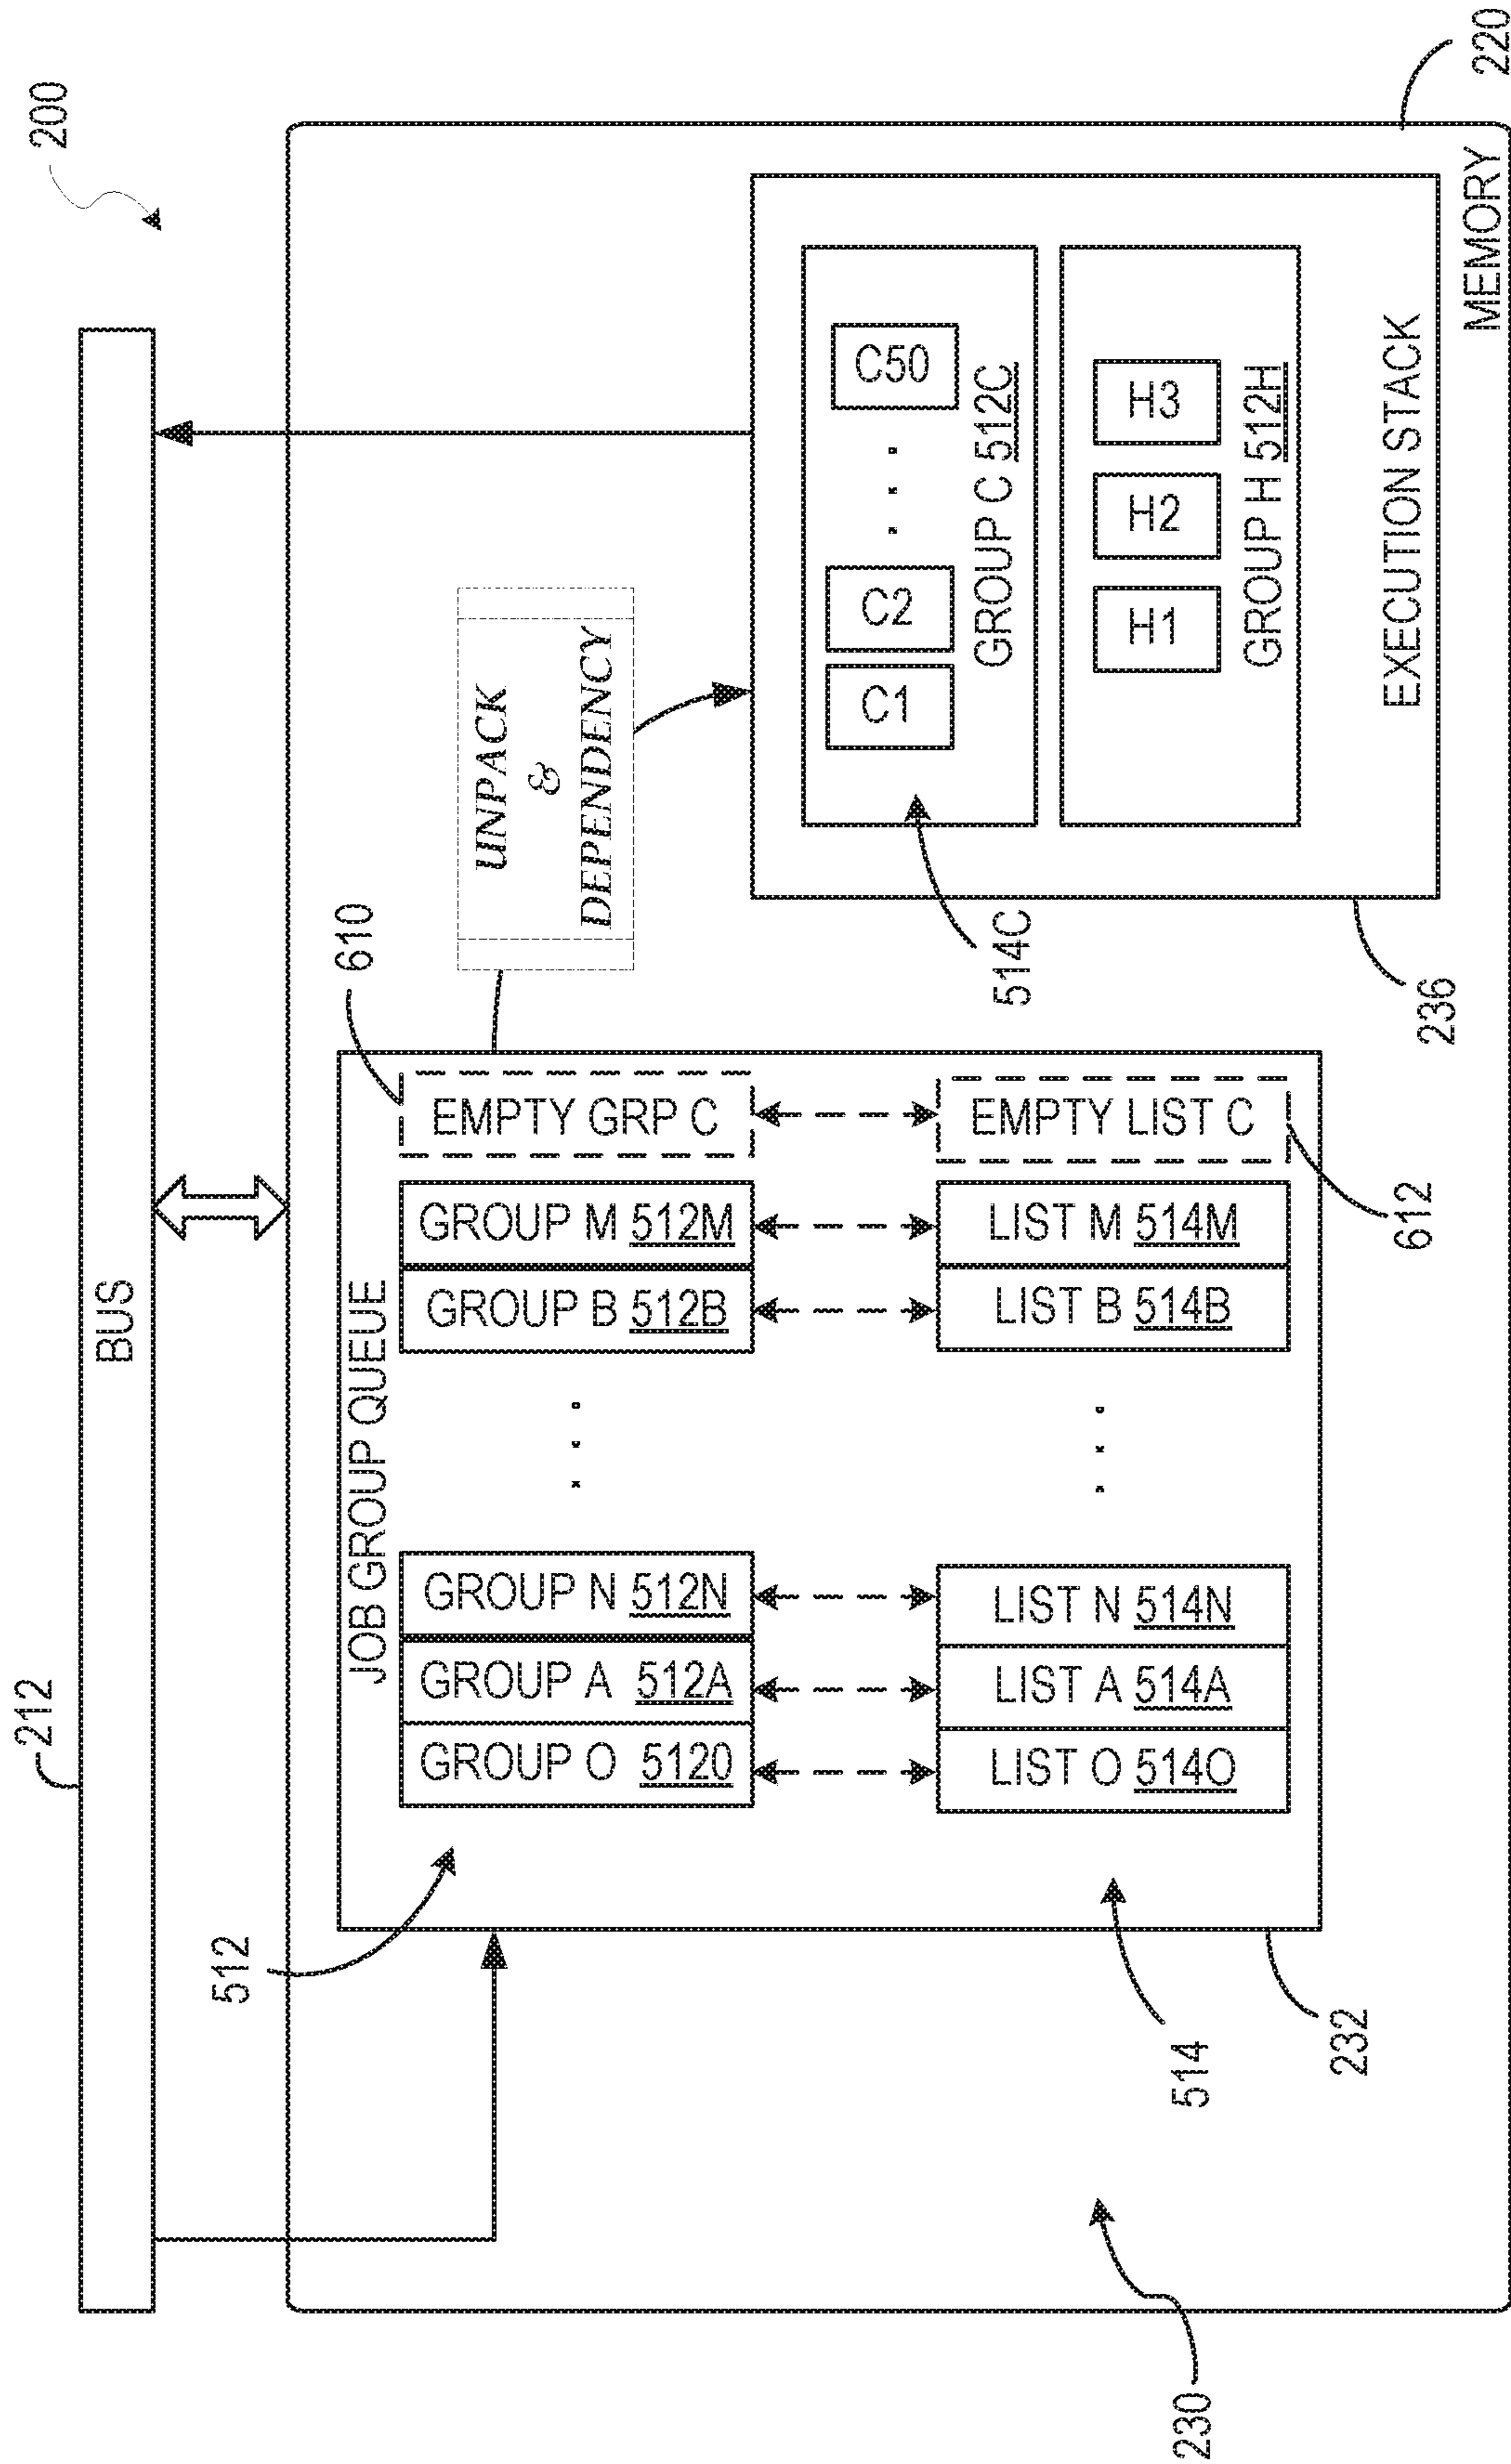 200
212
BUS
512
610
JOB GROUP QUEUE
GROUP O 512O
GROUP A 512A
GROUP N 512N
. . .
GROUP B 512B
GROUP M 512M
EMPTY GRP C
UNPACK
&
DEPENDENCY
LIST O 514O
LIST A 514A
LIST N 514N
. . .
LIST B 514B
LIST M 514M
EMPTY LIST C
C1
C2
. . .
C50
GROUP C 512C
514C
H1
H2
H3
GROUP H 512H
EXECUTION STACK
MEMORY
230
514
232
612
236
220